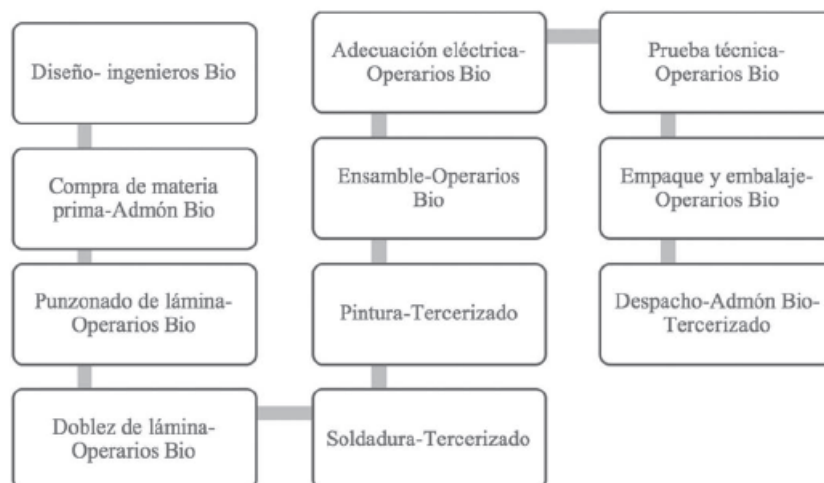 Diseño- ingenieros Bio
Compra de materia
prima-Admón Bio
Punzonado de lámina-
Operarios Bio
Doblez de lámina-
Operarios Bio
Soldadura-Tercerizado
Pintura-Tercerizado
Ensamble-Operarios
Bio
Adecuación eléctrica-
Operarios Bio
Prueba técnica-
Operarios Bio
Empaque y embalaje-
Operarios Bio
Despacho-Admón Bio-
Tercerizado